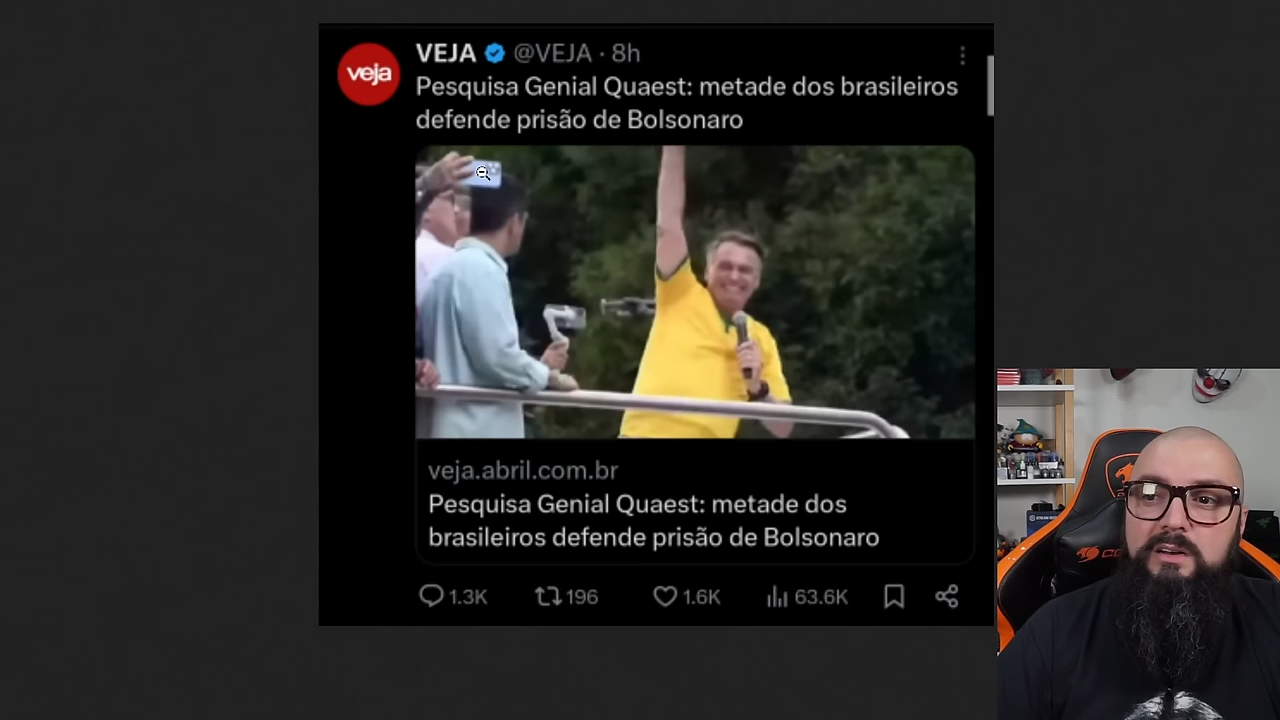 VEJA @VEJA · 8h
veja
Pesquisa Genial Quaest: metade dos brasileiros
defende prisão de Bolsonaro
veja.abril.com.br
Pesquisa Genial Quaest: metade dos
brasileiros defende prisão de Bolsonaro
1.3K 196 1.6K 63.6K